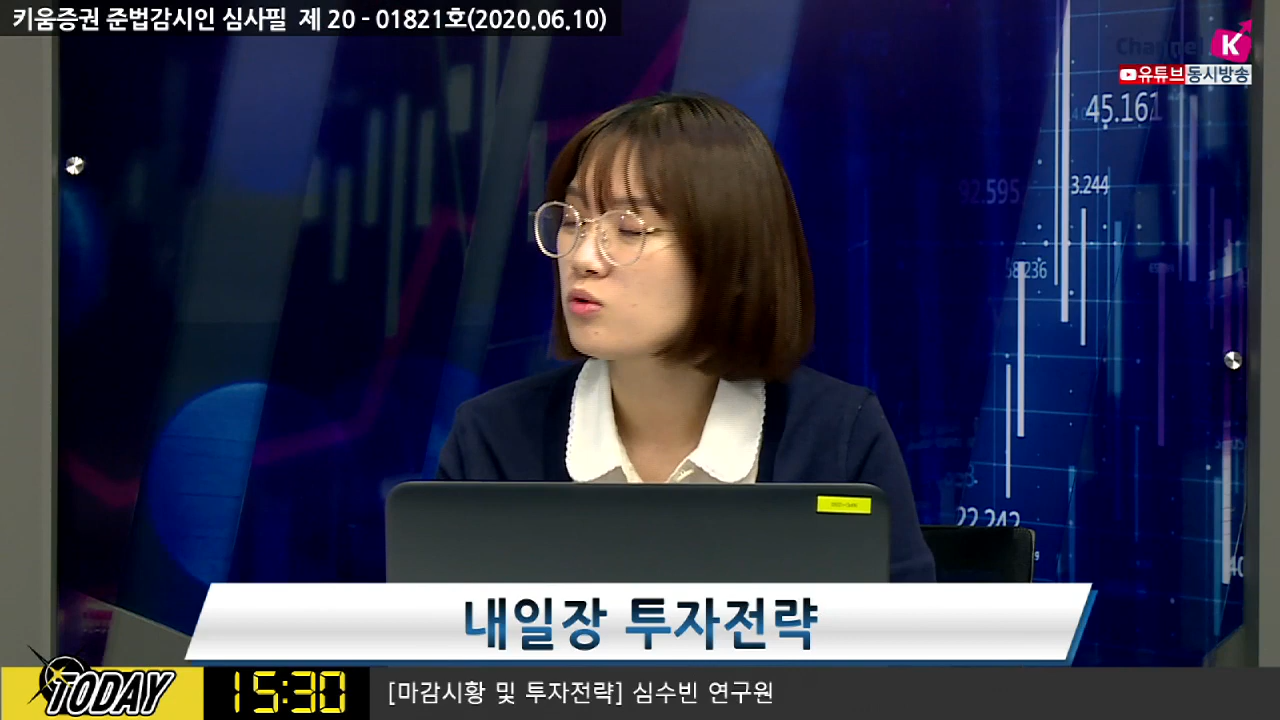 키움증권 준법감시인 심사필 제 20 - 01821호(2020.06.10)
Channel K
유튜브동시방송
45.161
92.595
3.244
58.236
22.242
내일장 투자전략
TODAY
15:30
[마감시황 및 투자전략] 심수빈 연구원